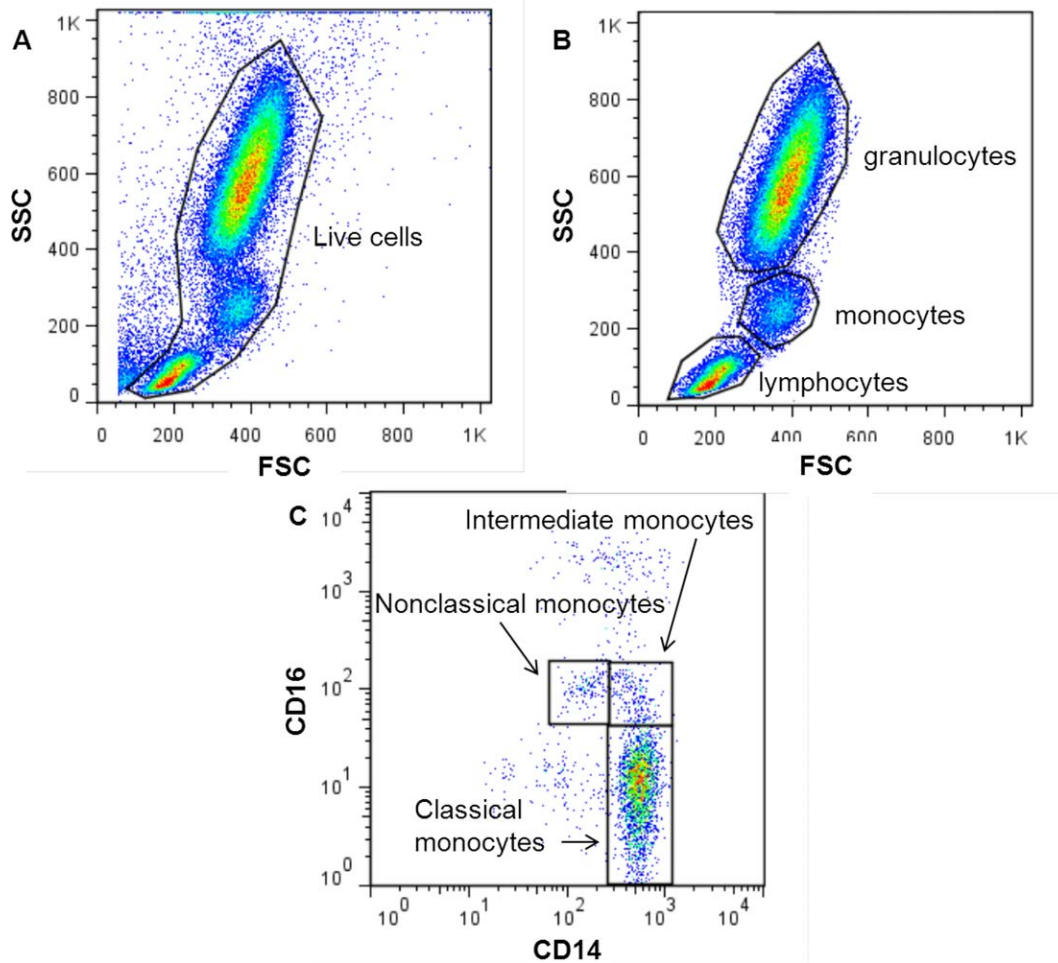 A
1K
800
600
400
200
0
SSC
Live cells
0 200 400 600 800 1K
FSC
B
1K
800
600
400
200
0
SSC
granulocytes
monocytes
lymphocytes
0 200 400 600 800 1K
FSC
C
10^4
10^3
10^2
10^1
10^0
CD16
Intermediate monocytes
Nonclassical monocytes
Classical
monocytes
10^0 10^1 10^2 10^3 10^4
CD14